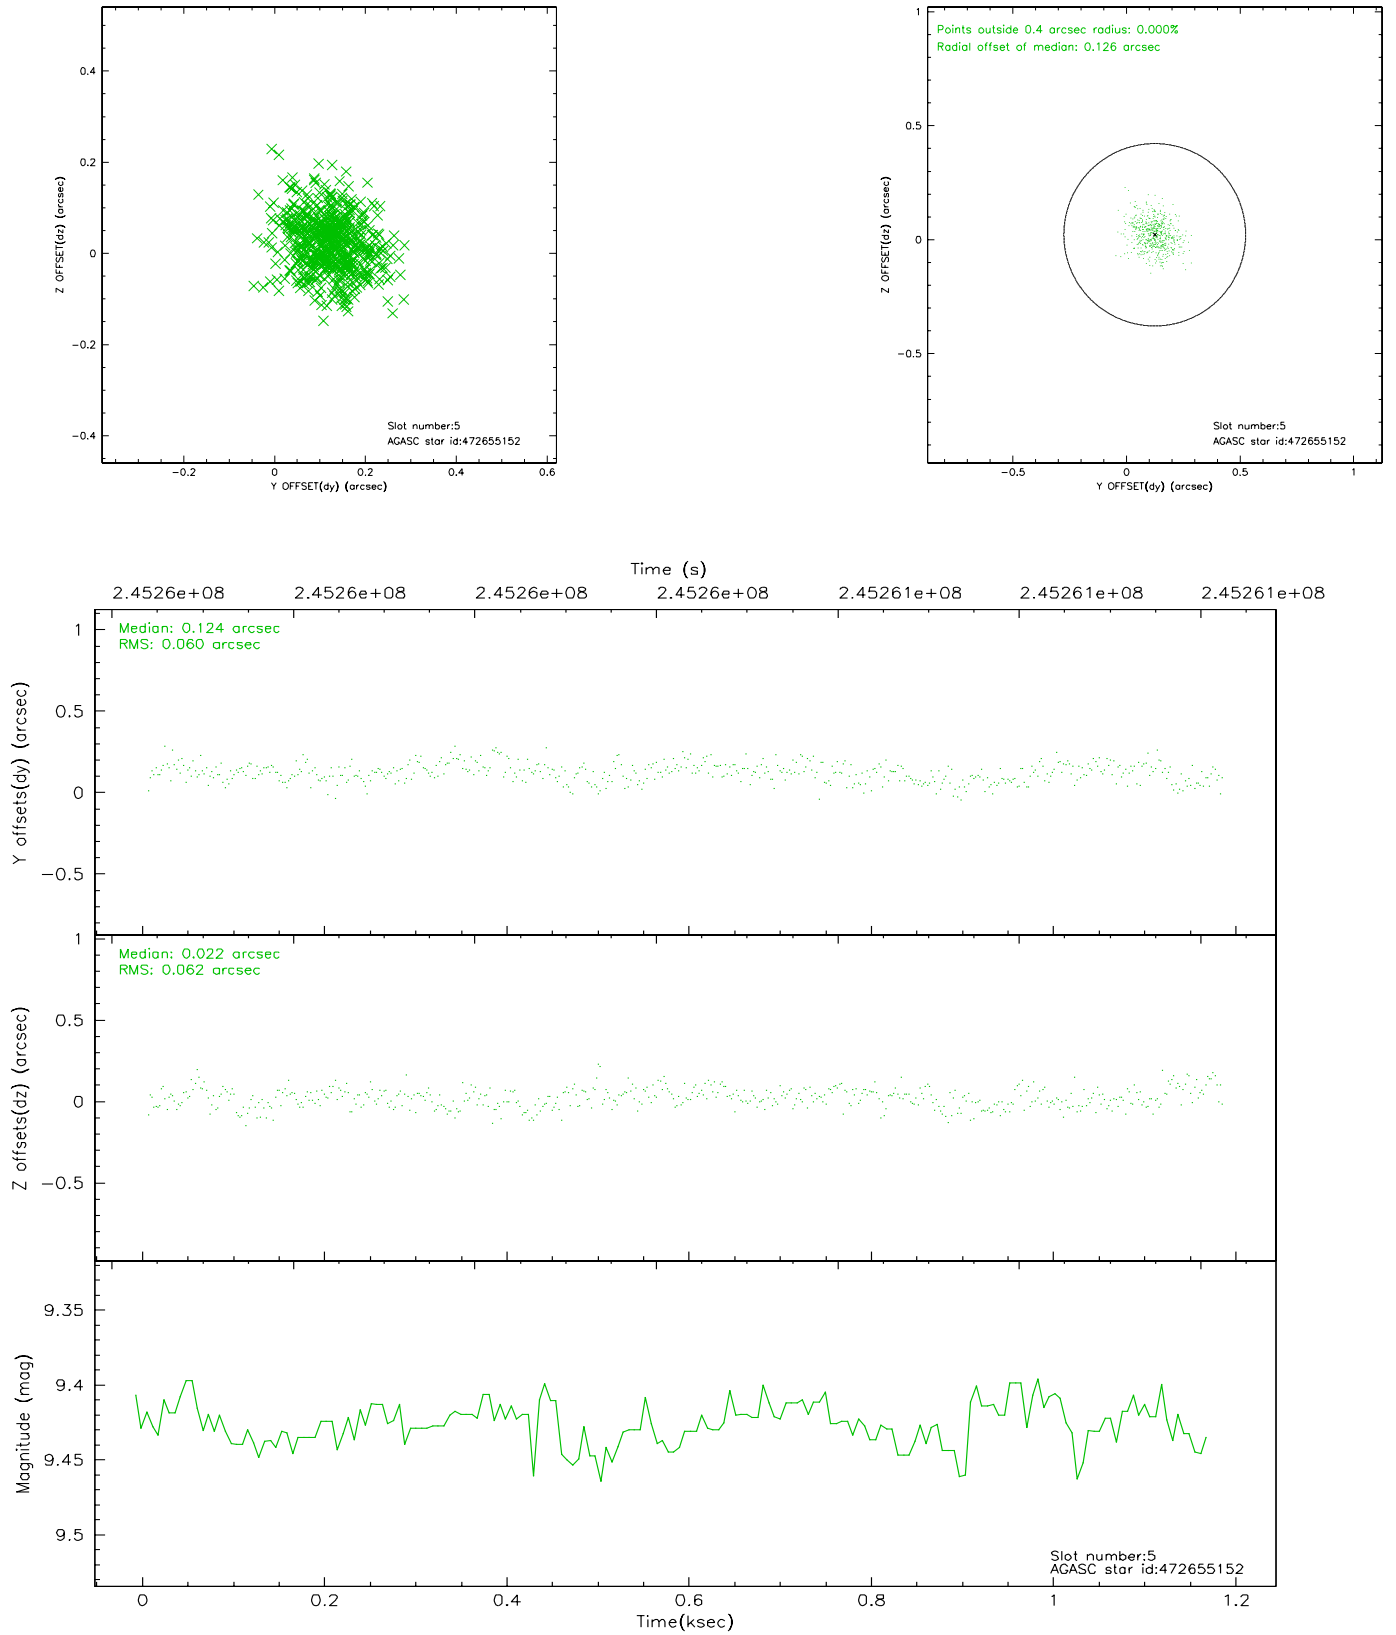 0.4
0.2
0
−0.2
−0.4
Z OFFSET(dz) (arcsec)
Slot number:5
AGASC star id:472655152
−0.2 0 0.2 0.4 0.6
Y OFFSET(dy) (arcsec)
Points outside 0.4 arcsec radius: 0.000%
Radial offset of median: 0.126 arcsec
1
0.5
0
−0.5
Z OFFSET(dz) (arcsec)
Slot number:5
AGASC star id:472655152
−0.5 0 0.5 1
Y OFFSET(dy) (arcsec)
Time (s)
2.4526e+08 2.4526e+08 2.4526e+08 2.4526e+08 2.45261e+08 2.45261e+08 2.45261e+08
Median: 0.124 arcsec
RMS: 0.060 arcsec
1
0.5
0
−0.5
Y offsets(dy) (arcsec)
Median: 0.022 arcsec
RMS: 0.062 arcsec
1
0.5
0
−0.5
Z offsets(dz) (arcsec)
9.35
9.4
9.45
9.5
Magnitude (mag)
Slot number:5
AGASC star id:472655152
0 0.2 0.4 0.6 0.8 1 1.2
Time(ksec)